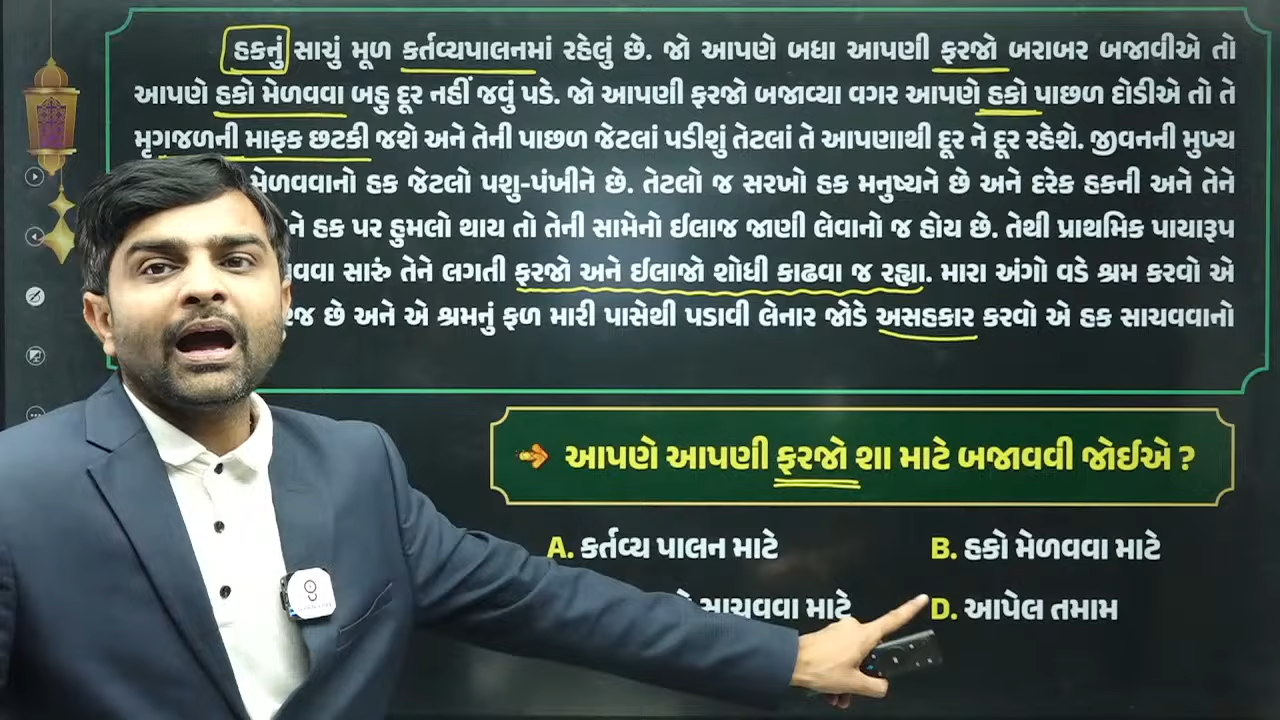 હકનું સાચું મૂળ કર્તવ્યપાલનમાં રહેલું છે. જો આપણે બધા આપણી ફરજો બરાબર બજાવીએ તો
આપણે હકો મેળવવા બહુ દૂર નહીં જવું પડે. જો આપણી ફરજો બજાવ્યા વગર આપણે હકો પાછળ દોડીએ તો તે
મૃગજળની માફક છટકી જશે અને તેની પાછળ જેટલાં પડીશું તેટલાં તે આપણાથી દૂર ને દૂર રહેશે. જીવનની મુખ્ય
મેળવવાનો હક જેટલો પશુ-પંખીને છે. તેટલો જ સરખો હક મનુષ્યને છે અને દરેક હકની અને તેને
હક પર હુમલો થાય તો તેની સામેનો ઈલાજ જાણી લેવાનો જ હોય છે. તેથી પ્રાથમિક પાયારૂપ
સારું તેને લગતી ફરજો અને ઈલાજો શોધી કાઢવા જ રહ્યા. મારા અંગો વડે શ્રમ કરવો એ
છે અને એ શ્રમનું ફળ મારી પાસેથી પડાવી લેનાર જોડે અસહકાર કરવો એ હક સાચવવાનો
આપણે આપણી ફરજો શા માટે બજાવવી જોઈએ ?
A. કર્તવ્ય પાલન માટે
B. હકો મેળવવા માટે
સાચવવા માટે
D. આપેલ તમામ